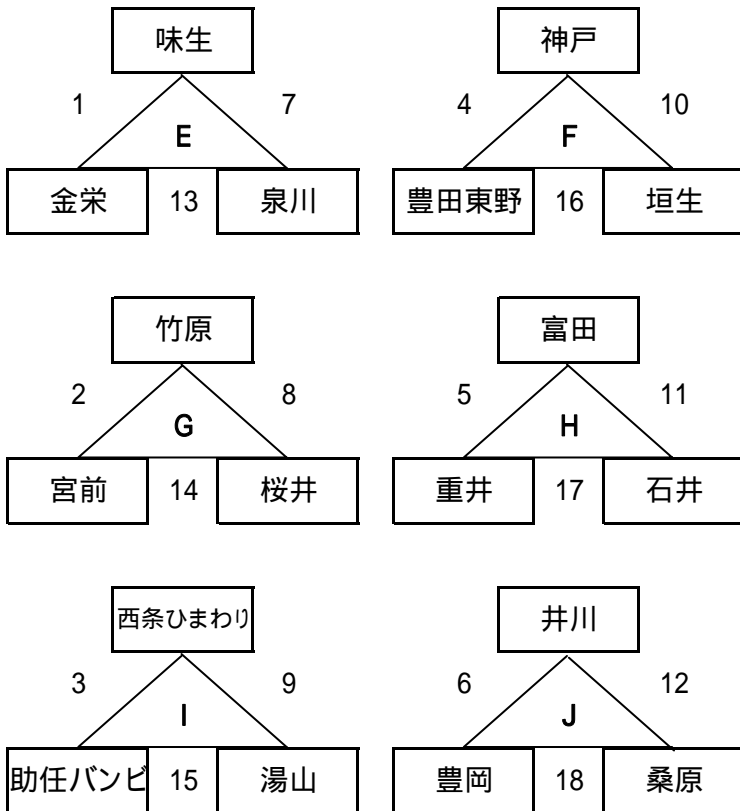 味生 神戸
1 7 4 10
E F
金栄 13 泉川 豊田東野 16 垣生
竹原 富田
2 8 5 11
G H
宮前 14 桜井 重井 17 石井
西条ひまわり 井川
3 9 6 12
I J
助任バンビ 15 湯山 豊岡 18 桑原